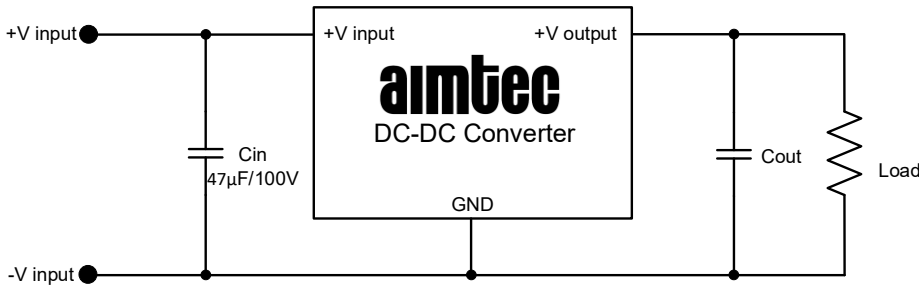 +V input
+V input
+V output
aimtec
DC-DC Converter
Cin
47µF/100V
Cout
Load
GND
-V input